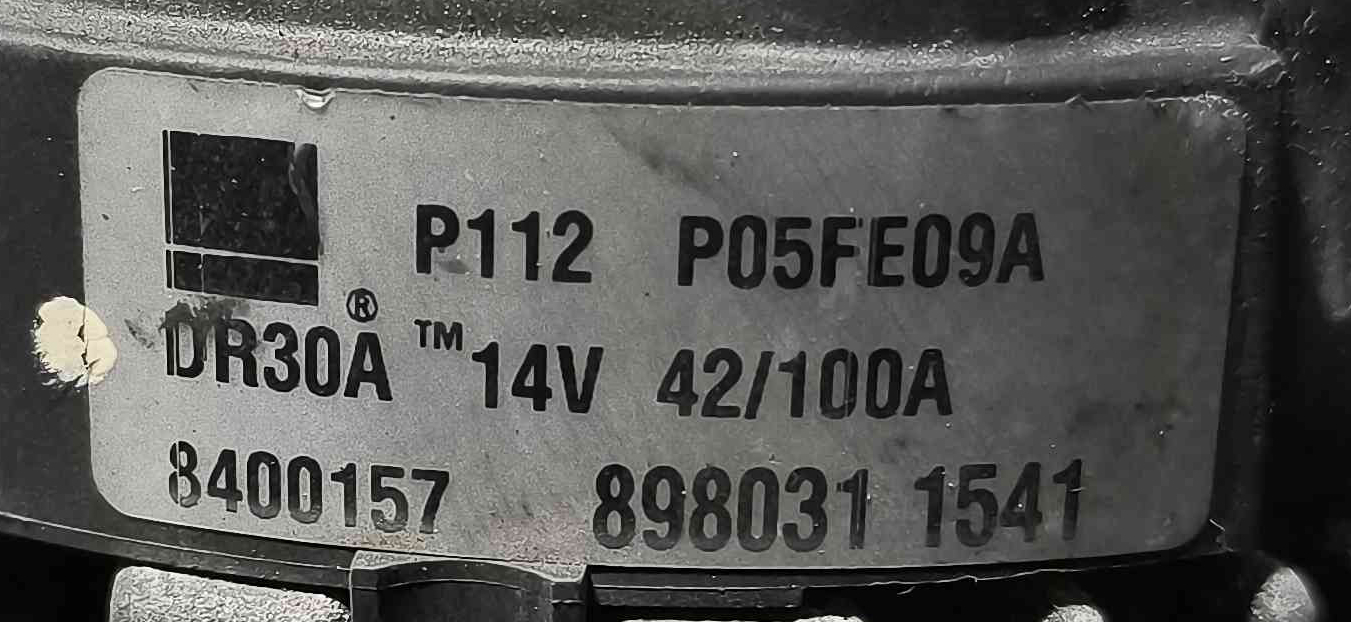 P112 P05FE09A
®
DR30A ™ 14V 42/100A
8400157 898031 1541